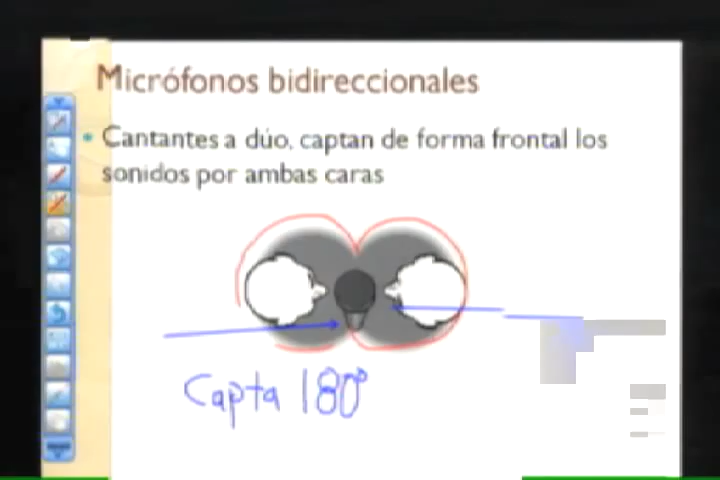 Micrófonos bidireccionales
Cantantes a dúo, captan de forma frontal los
sonidos por ambas caras
Capta 180°